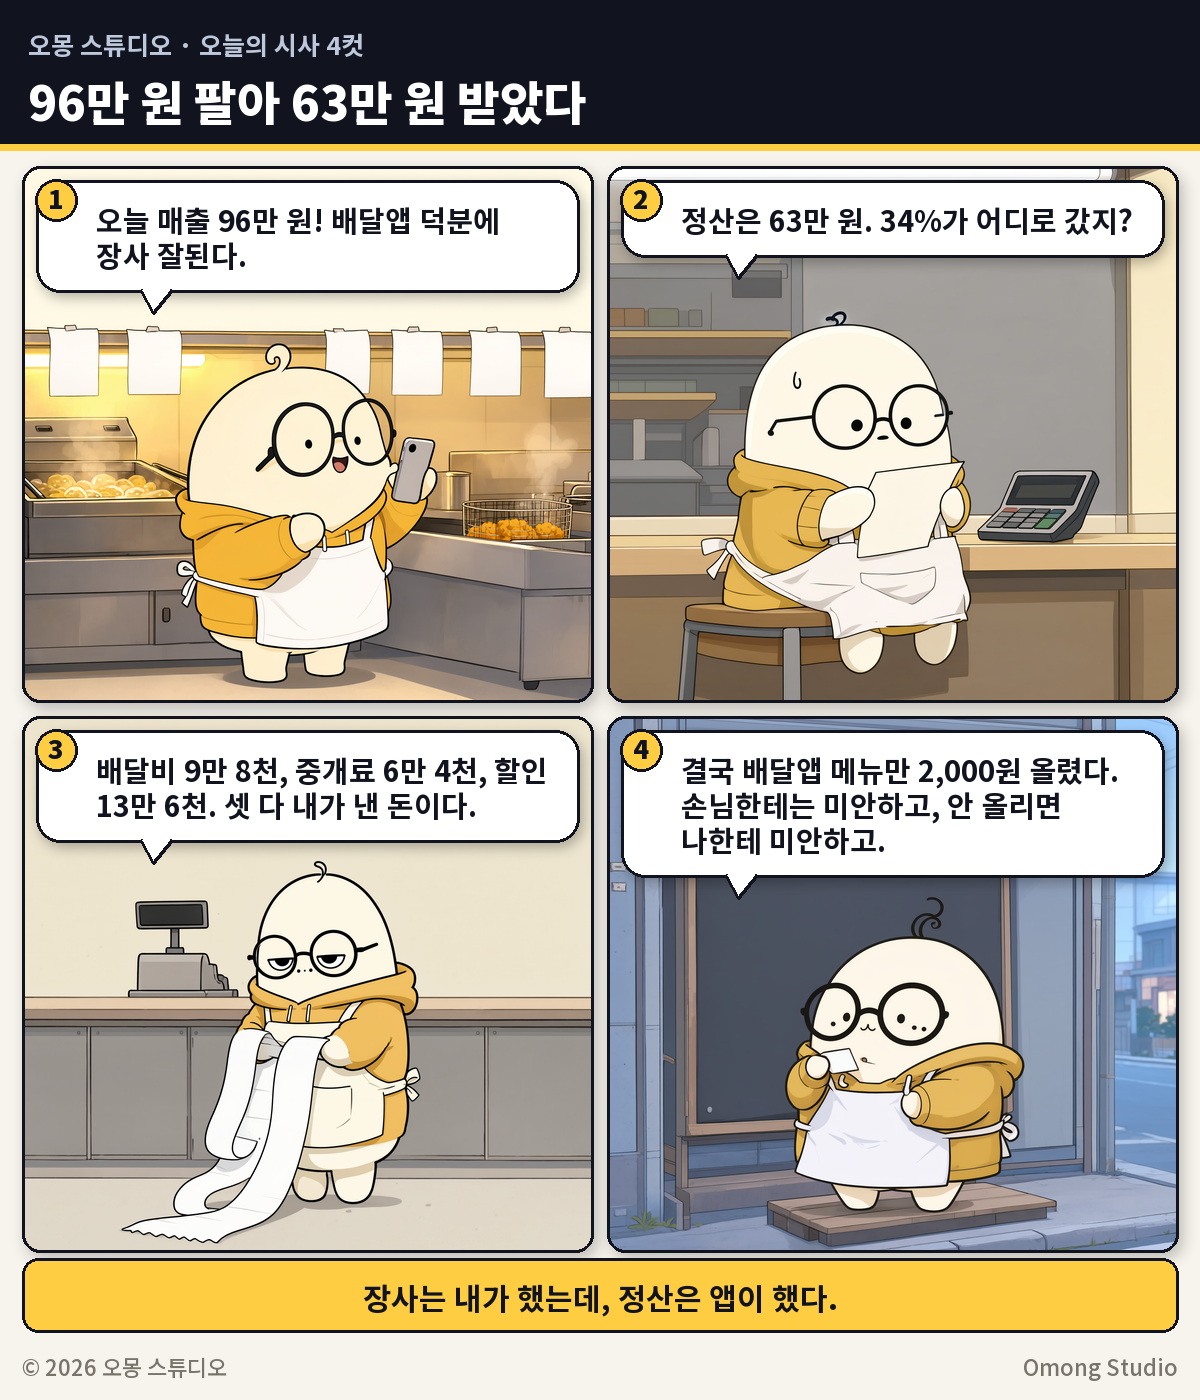 오몽 스튜디오 · 오늘의 시사 4컷
96만 원 팔아 63만 원 받았다
1
오늘 매출 96만 원! 배달앱 덕분에
장사 잘된다.
2
정산은 63만 원. 34%가 어디로 갔지?
3
배달비 9만 8천, 중개료 6만 4천, 할인
13만 6천. 셋 다 내가 낸 돈이다.
4
결국 배달앱 메뉴만 2,000원 올렸다.
손님한테는 미안하고, 안 올리면
나한테 미안하고.
장사는 내가 했는데, 정산은 앱이 했다.
© 2026 오몽 스튜디오
Omong Studio